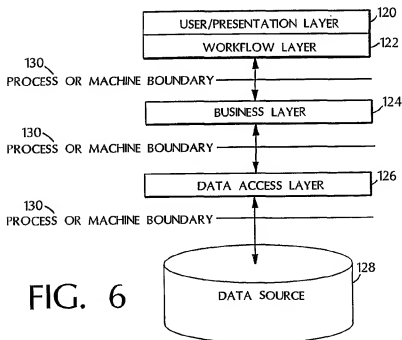 USER/PRESENTATION LAYER 120
WORKFLOW LAYER 122
130
PROCESS OR MACHINE BOUNDARY
BUSINESS LAYER 124
130
PROCESS OR MACHINE BOUNDARY
DATA ACCESS LAYER 126
130
PROCESS OR MACHINE BOUNDARY
128
DATA SOURCE
FIG. 6